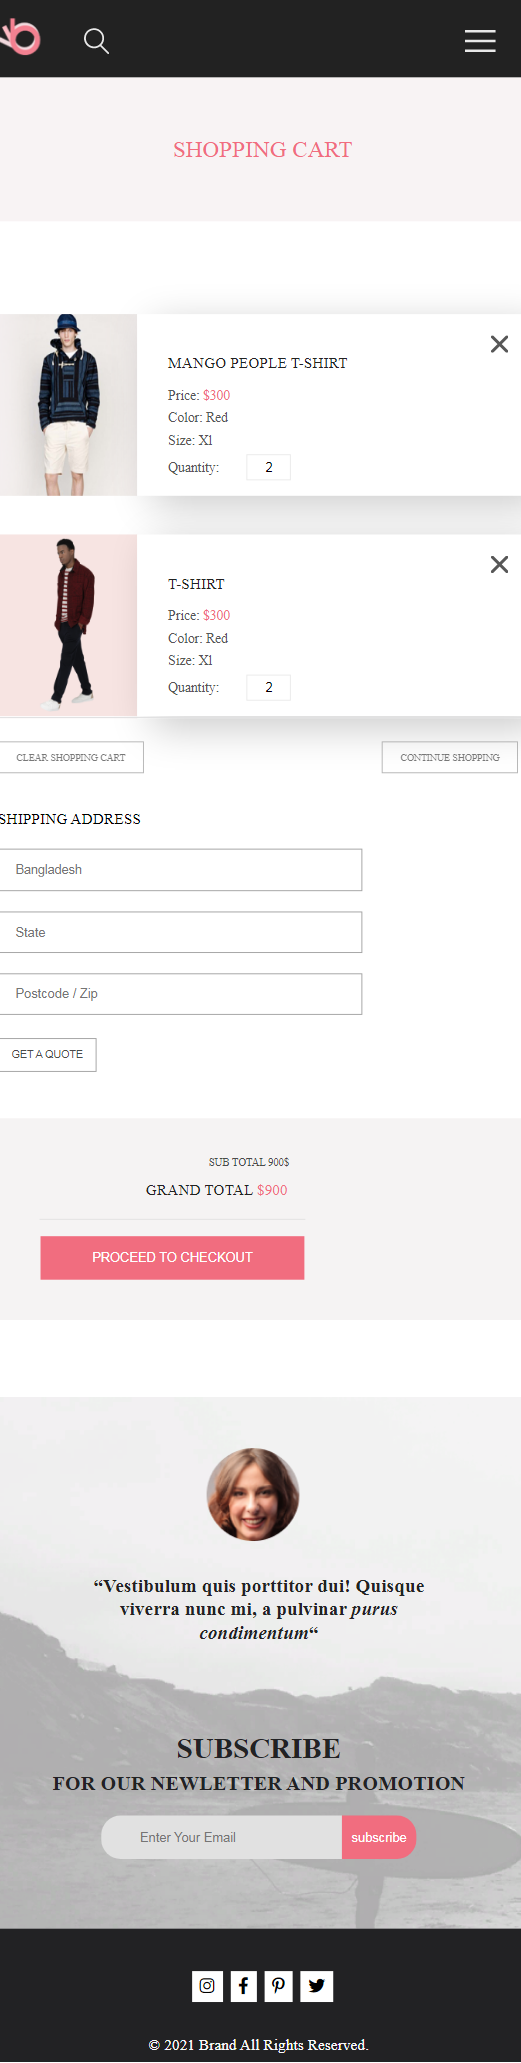 SHOPPING CART
MANGO PEOPLE T-SHIRT
Price: $300
Color: Red
Size: Xl
Quantity: 2
T-SHIRT
Price: $300
Color: Red
Size: Xl
Quantity: 2
CLEAR SHOPPING CART CONTINUE SHOPPING
SHIPPING ADDRESS
Bangladesh
State
Postcode / Zip
GET A QUOTE
SUB TOTAL 900$
GRAND TOTAL $900
PROCEED TO CHECKOUT
“Vestibulum quis porttitor dui! Quisque
viverra nunc mi, a pulvinar purus
condimentum“
SUBSCRIBE
FOR OUR NEWLETTER AND PROMOTION
Enter Your Email subscribe
© 2021 Brand All Rights Reserved.